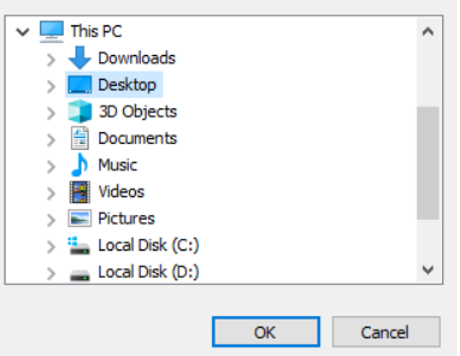 This PC
Downloads
Desktop
3D Objects
Documents
Music
Videos
Pictures
Local Disk (C:)
Local Disk (D:)
OK Cancel